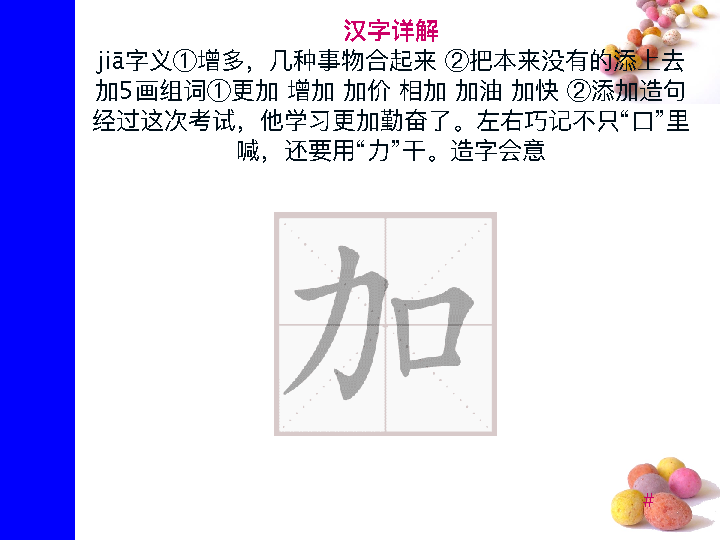 汉字详解
jiā字义①增多，几种事物合起来 ②把本来没有的添上去
加5画组词①更加 增加 加价 相加 加油 加快 ②添加造句
经过这次考试，他学习更加勤奋了。左右巧记不只“口”里
喊，还要用“力”干。造字会意
加
#